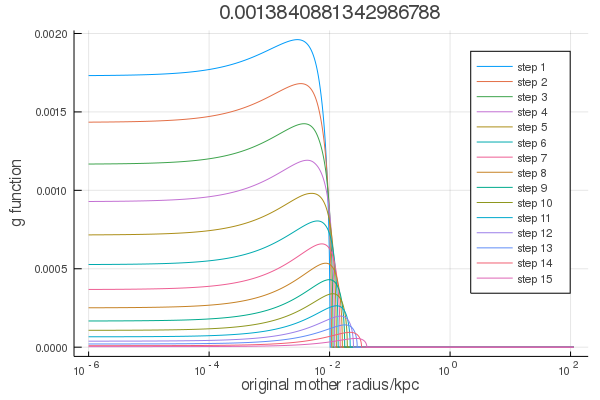 0.0013840881342986788
g function
0.0020
0.0015
0.0010
0.0005
0.0000
step 1
step 2
step 3
step 4
step 5
step 6
step 7
step 8
step 9
step 10
step 11
step 12
step 13
step 14
step 15
10^-6 10^-4 10^-2 10^0 10^2
original mother radius/kpc